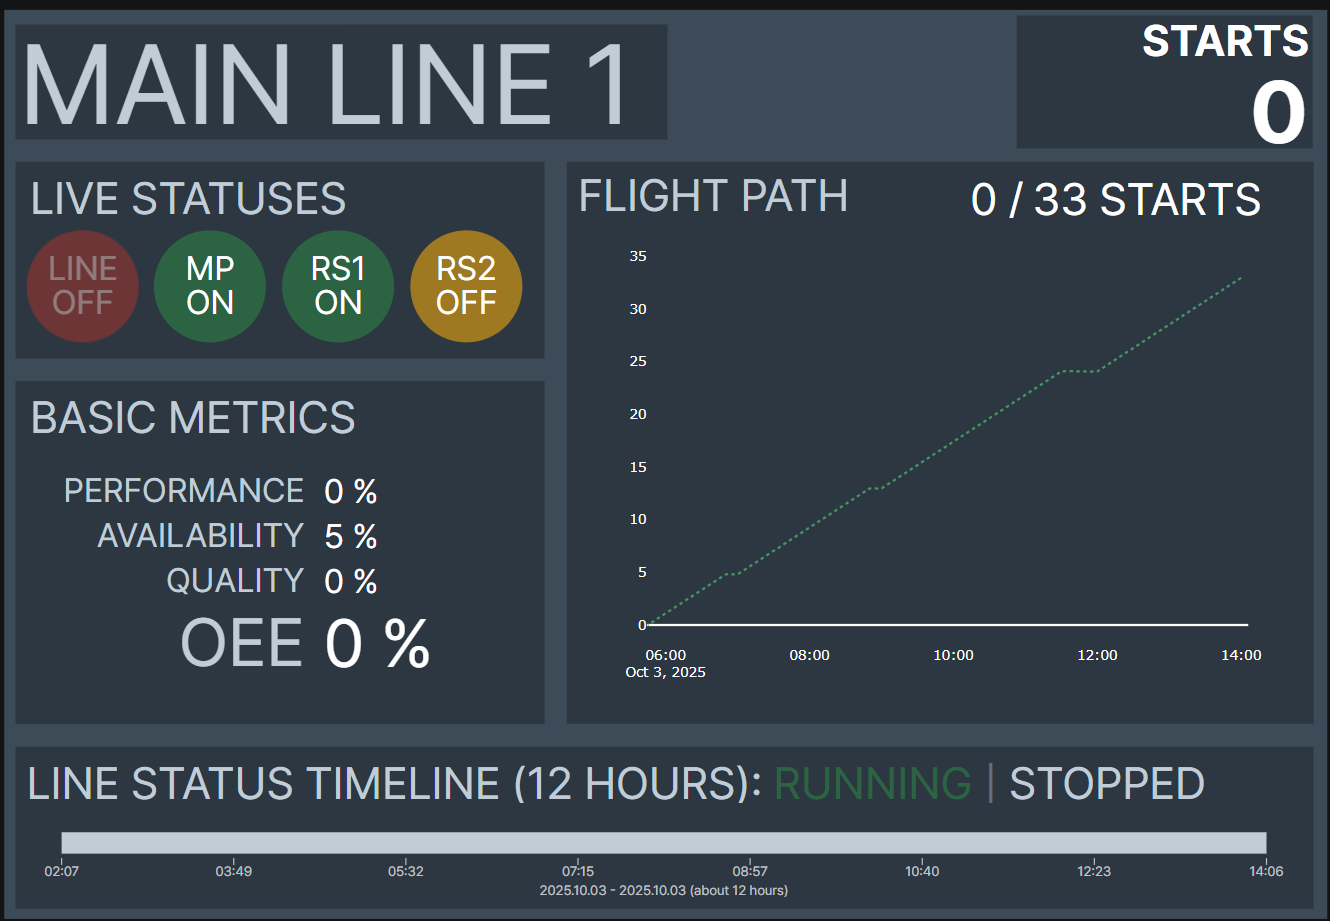 MAIN LINE 1
STARTS
0
LIVE STATUSES
LINE
OFF
MP
ON
RS1
ON
RS2
OFF
BASIC METRICS
PERFORMANCE 0 %
AVAILABILITY 5 %
QUALITY 0 %
OEE 0 %
FLIGHT PATH
0 / 33 STARTS
35
30
25
20
15
10
5
0
06:00 08:00 10:00 12:00 14:00
Oct 3, 2025
LINE STATUS TIMELINE (12 HOURS): RUNNING | STOPPED
02:07 03:49 05:32 07:15 08:57 10:40 12:23 14:06
2025.10.03 - 2025.10.03 (about 12 hours)